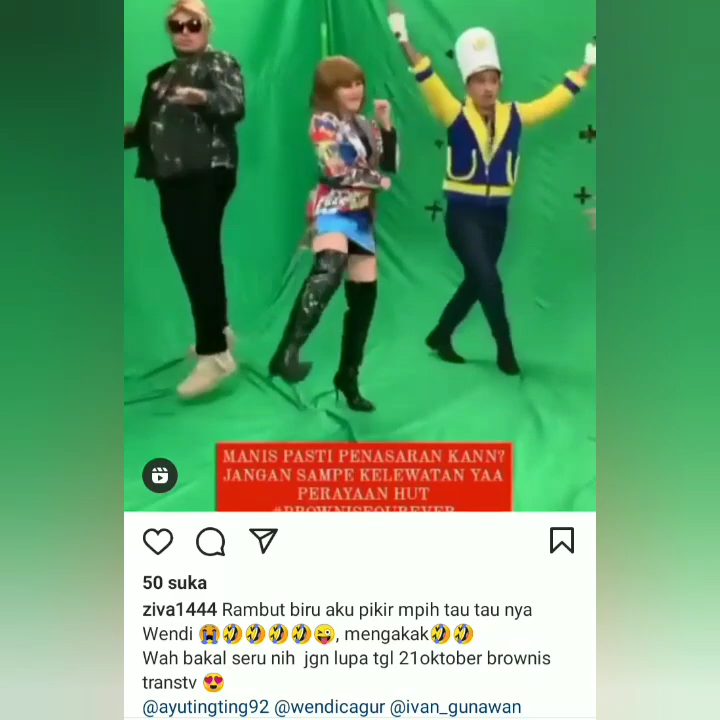 MANIS PASTI PENASARAN KANN?
JANGAN SAMPE KELEWATAN YAA
PERAYAAN HUT
50 suka
ziva1444 Rambut biru aku pikir mpih tau tau nya
Wendi 😭🤣🤣🤣🤣😜, mengakak🤣🤣
Wah bakal seru nih jgn lupa tgl 21oktober brownis
transtv 😍
@ayutingting92 @wendicagur @ivan_gunawan